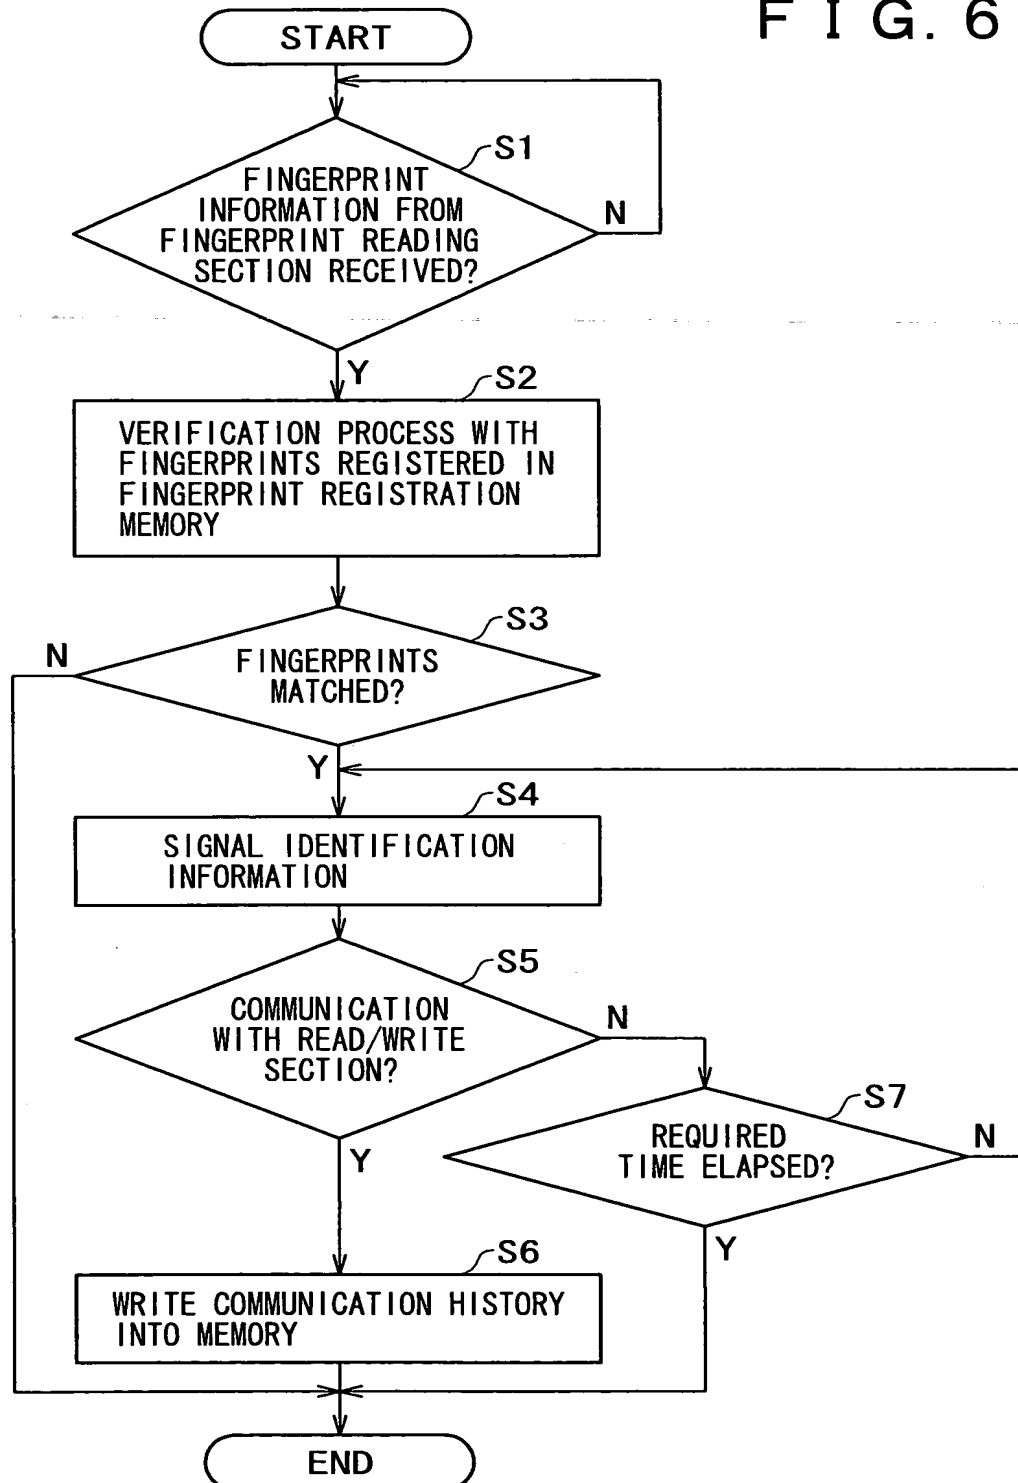 FIG. 6
START
S1
FINGERPRINT
INFORMATION FROM
FINGERPRINT READING
SECTION RECEIVED?
N
Y
S2
VERIFICATION PROCESS WITH
FINGERPRINTS REGISTERED IN
FINGERPRINT REGISTRATION
MEMORY
S3
N
FINGERPRINTS
MATCHED?
Y
S4
SIGNAL IDENTIFICATION
INFORMATION
S5
COMMUNICATION
WITH READ/WRITE
SECTION?
N
Y
S7
REQUIRED
TIME ELAPSED?
N
Y
S6
WRITE COMMUNICATION HISTORY
INTO MEMORY
END